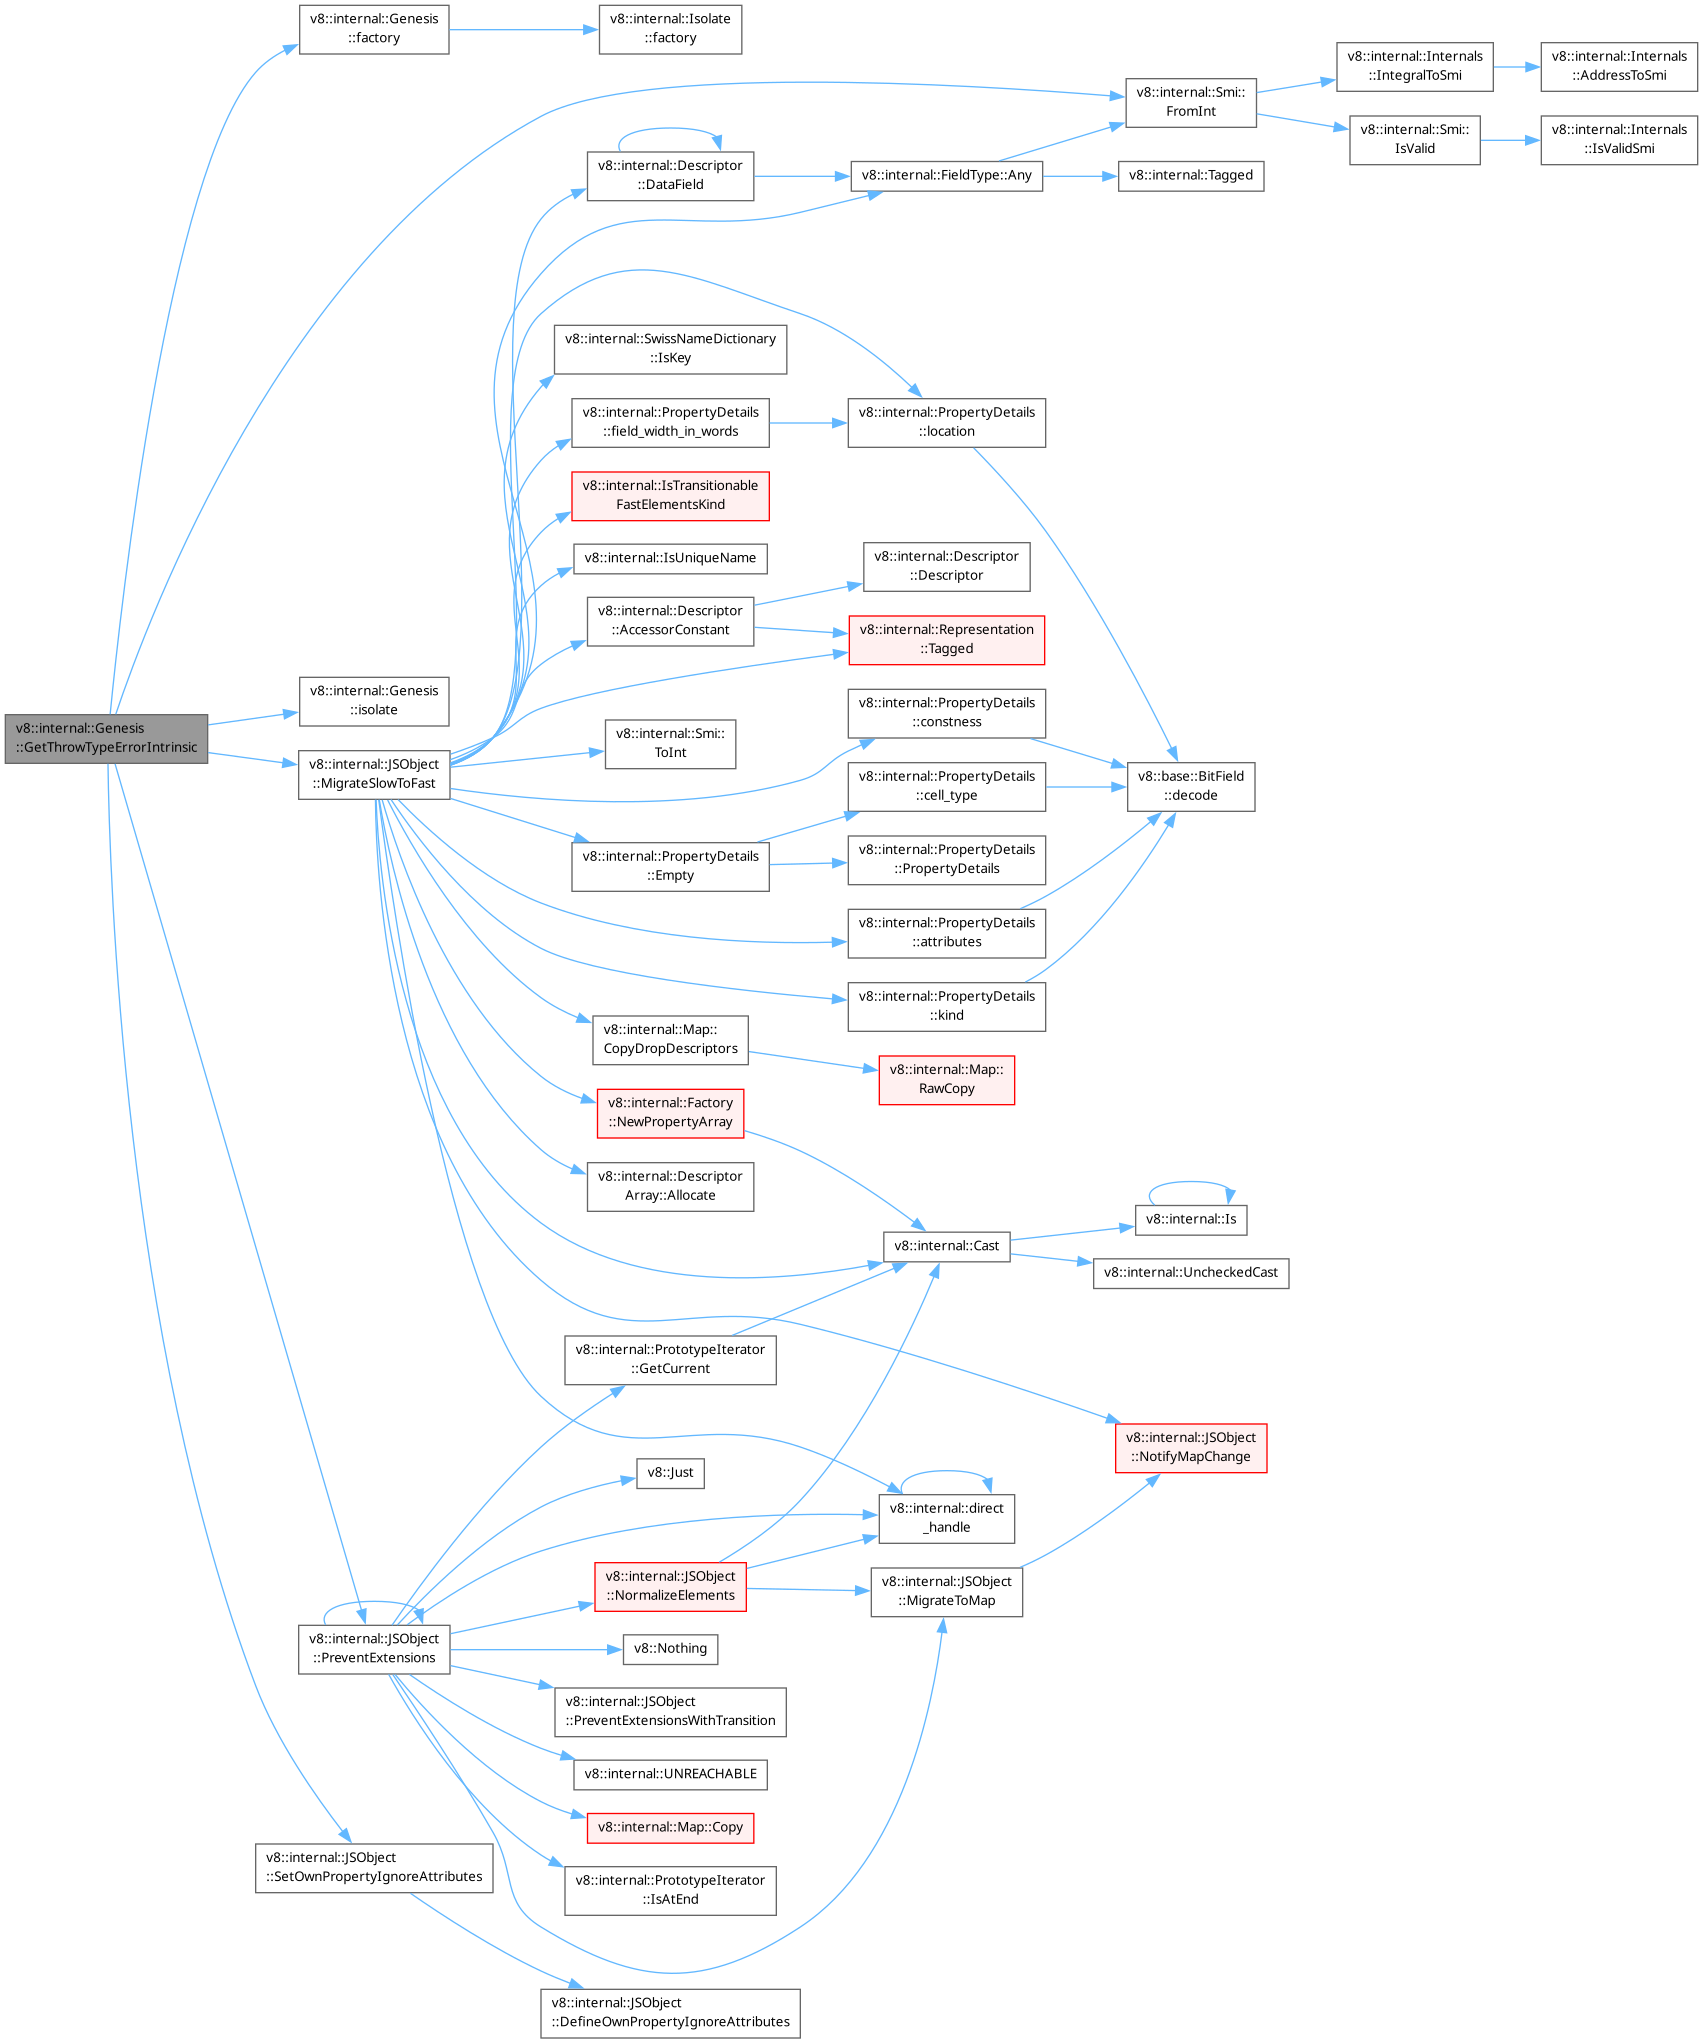 v8::internal::Genesis
::factory
v8::internal::Isolate
::factory
v8::internal::Internals
::IntegralToSmi
v8::internal::Internals
::AddressToSmi
v8::internal::Smi::
FromInt
v8::internal::Smi::
IsValid
v8::internal::Internals
::IsValidSmi
v8::internal::Descriptor
::DataField
v8::internal::FieldType::Any
v8::internal::Tagged
v8::internal::SwissNameDictionary
::IsKey
v8::internal::PropertyDetails
::field_width_in_words
v8::internal::PropertyDetails
::location
v8::internal::IsTransitionable
FastElementsKind
v8::internal::IsUniqueName
v8::internal::Descriptor
::Descriptor
v8::internal::Descriptor
::AccessorConstant
v8::internal::Representation
::Tagged
v8::internal::Genesis
::isolate
v8::internal::Genesis
::GetThrowTypeErrorIntrinsic
v8::internal::JSObject
::MigrateSlowToFast
v8::internal::Smi::
ToInt
v8::internal::PropertyDetails
::constness
v8::internal::PropertyDetails
::cell_type
v8::base::BitField
::decode
v8::internal::PropertyDetails
::Empty
v8::internal::PropertyDetails
::PropertyDetails
v8::internal::PropertyDetails
::attributes
v8::internal::PropertyDetails
::kind
v8::internal::Map::
CopyDropDescriptors
v8::internal::Map::
RawCopy
v8::internal::Factory
::NewPropertyArray
v8::internal::Descriptor
Array::Allocate
v8::internal::Cast
v8::internal::Is
v8::internal::UncheckedCast
v8::internal::PrototypeIterator
::GetCurrent
v8::internal::JSObject
::NotifyMapChange
v8::Just
v8::internal::direct
_handle
v8::internal::JSObject
::NormalizeElements
v8::internal::JSObject
::MigrateToMap
v8::internal::JSObject
::PreventExtensions
v8::Nothing
v8::internal::JSObject
::PreventExtensionsWithTransition
v8::internal::UNREACHABLE
v8::internal::Map::Copy
v8::internal::PrototypeIterator
::IsAtEnd
v8::internal::JSObject
::SetOwnPropertyIgnoreAttributes
v8::internal::JSObject
::DefineOwnPropertyIgnoreAttributes